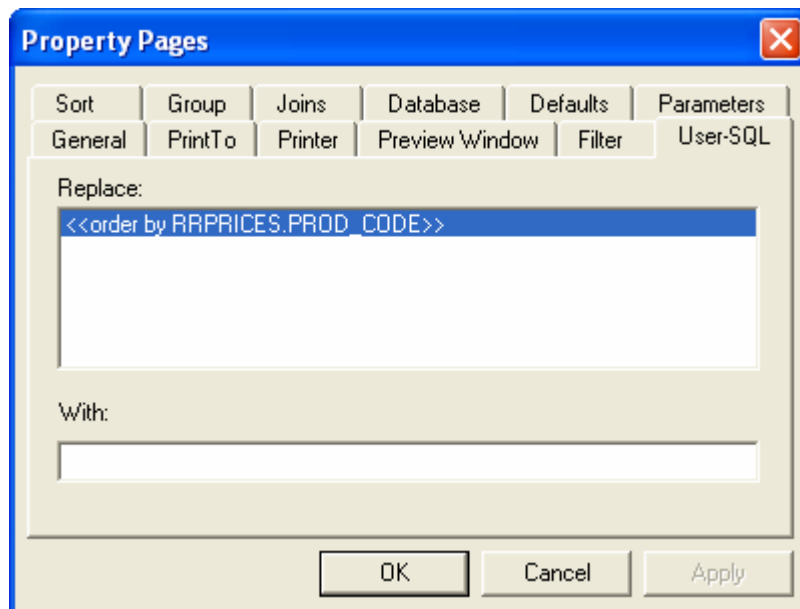 Property Pages
Sort Group Joins Database Defaults Parameters
General PrintTo Printer Preview Window Filter User-SQL
Replace:
<<order by RRPRICES.PROD_CODE>>
With:
OK Cancel Apply